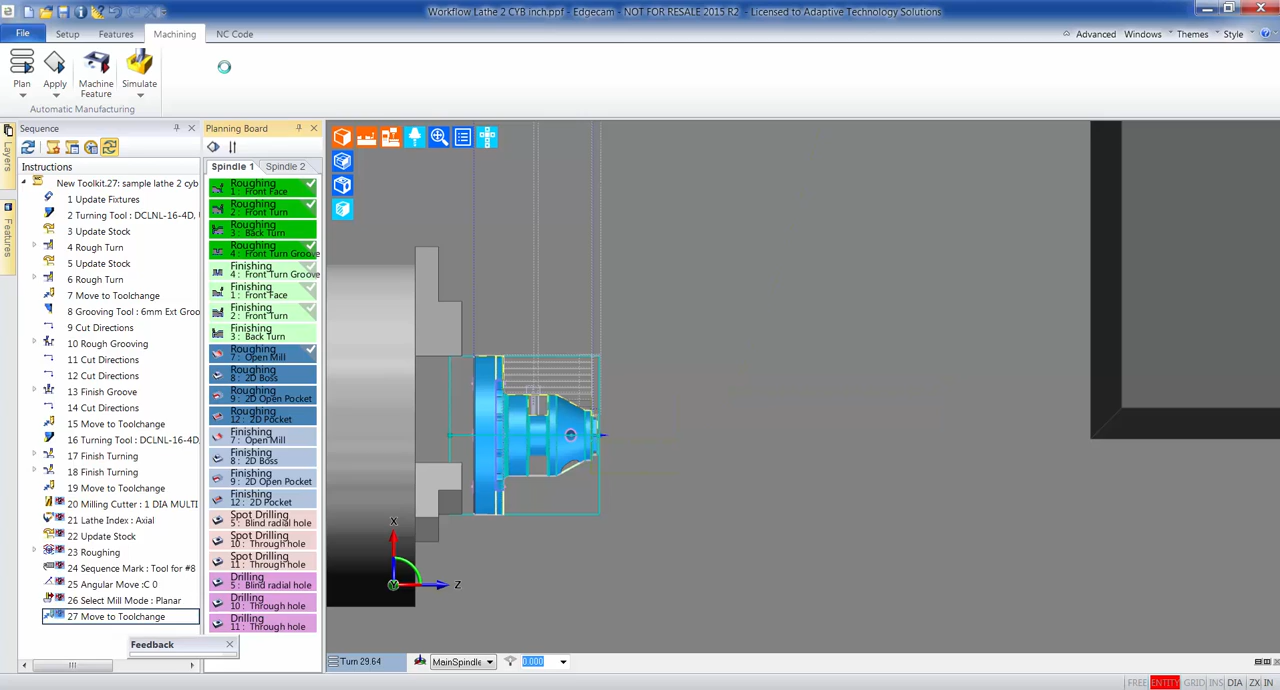 Workflow Lathe 2 CYB inch.ppf - Edgecam - NOT FOR RESALE 2015 R2 - Licensed to Adaptive Technology Solutions
File Setup Features Machining NC Code
Advanced Windows Themes Style
Plan Apply Machine Feature Simulate
Automatic Manufacturing
Layers
Features
Sequence
Instructions
New Toolkit.27: sample lathe 2 cyb
1 Update Fixtures
2 Turning Tool : DCLNL-16-4D,
3 Update Stock
4 Rough Turn
5 Update Stock
6 Rough Turn
7 Move to Toolchange
8 Grooving Tool : 6mm Ext Groo
9 Cut Directions
10 Rough Grooving
11 Cut Directions
12 Cut Directions
13 Finish Groove
14 Cut Directions
15 Move to Toolchange
16 Turning Tool : DCLNL-16-4D,
17 Finish Turning
18 Finish Turning
19 Move to Toolchange
20 Milling Cutter : 1 DIA MULTI
21 Lathe Index : Axial
22 Update Stock
23 Roughing
24 Sequence Mark : Tool for #8
25 Angular Move :C 0
26 Select Mill Mode : Planar
27 Move to Toolchange
Feedback
Planning Board
Spindle 1 Spindle 2
Roughing
1 : Front Face
Roughing
2 : Front Turn
Roughing
3 : Back Turn
Roughing
4 : Front Turn Groove
Finishing
4 : Front Turn Groove
Finishing
1 : Front Face
Finishing
2 : Front Turn
Finishing
3 : Back Turn
Roughing
7 : Open Mill
Roughing
8 : 2D Boss
Roughing
9 : 2D Open Pocket
Roughing
12 : 2D Pocket
Finishing
7 : Open Mill
Finishing
8 : 2D Boss
Finishing
9 : 2D Open Pocket
Finishing
12 : 2D Pocket
Spot Drilling
5 : Blind radial hole
Spot Drilling
10 : Through hole
Spot Drilling
11 : Through hole
Drilling
5 : Blind radial hole
Drilling
10 : Through hole
Drilling
11 : Through hole
X
Y
Z
Turn 29.64 MainSpindle 0.000
FREE ENTITY GRID INS DIA ZX IN